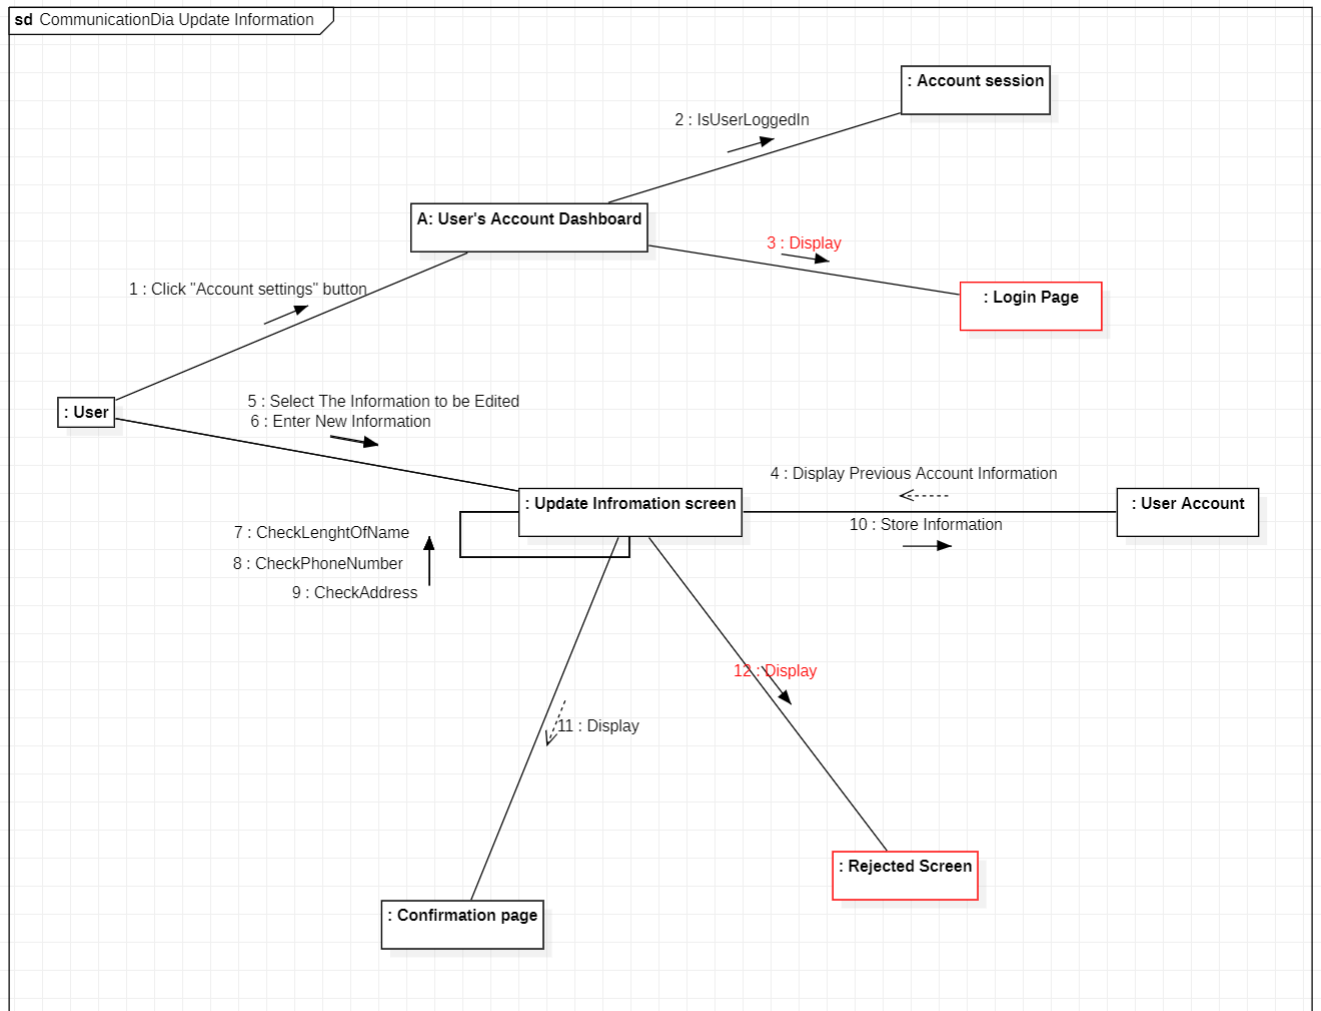 sd CommunicationDia Update Information
: Account session
2 : IsUserLoggedIn
A: User's Account Dashboard
3 : Display
: Login Page
1 : Click "Account settings" button
: User
5 : Select The Information to be Edited
6 : Enter New Information
4 : Display Previous Account Information
: Update Infromation screen
: User Account
10 : Store Information
7 : CheckLenghtOfName
8 : CheckPhoneNumber
9 : CheckAddress
12 : Display
11 : Display
: Rejected Screen
: Confirmation page